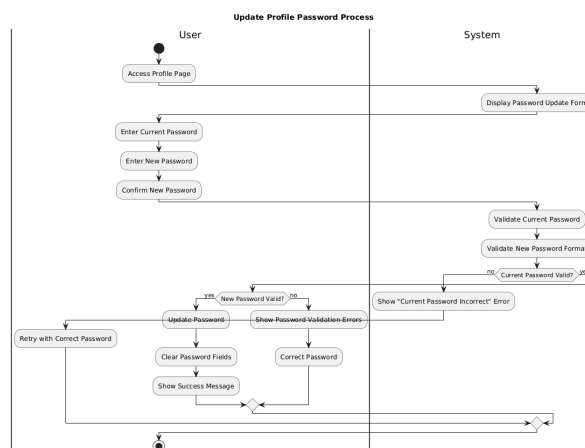 Update Profile Password Process
User
System
Access Profile Page
Display Password Update Form
Enter Current Password
Enter New Password
Confirm New Password
Validate Current Password
Validate New Password Format
no
Current Password Valid?
yes
New Password Valid?
no
Show "Current Password Incorrect" Error
Update Password
Show Password Validation Errors
Retry with Correct Password
Clear Password Fields
Correct Password
Show Success Message